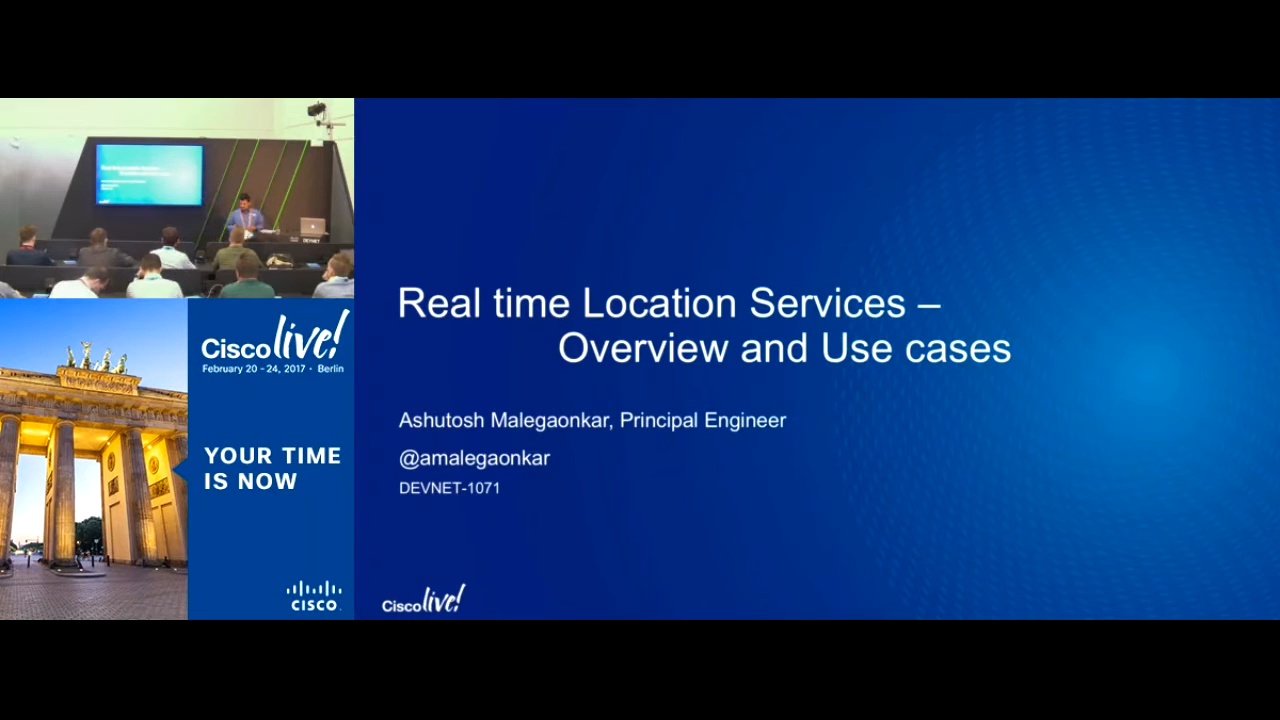 DEVNET
Cisco live!
February 20 - 24, 2017 • Berlin
YOUR TIME
IS NOW
CISCO
Real time Location Services –
Overview and Use cases
Ashutosh Malegaonkar, Principal Engineer
@amalegaonkar
DEVNET-1071
Cisco live!